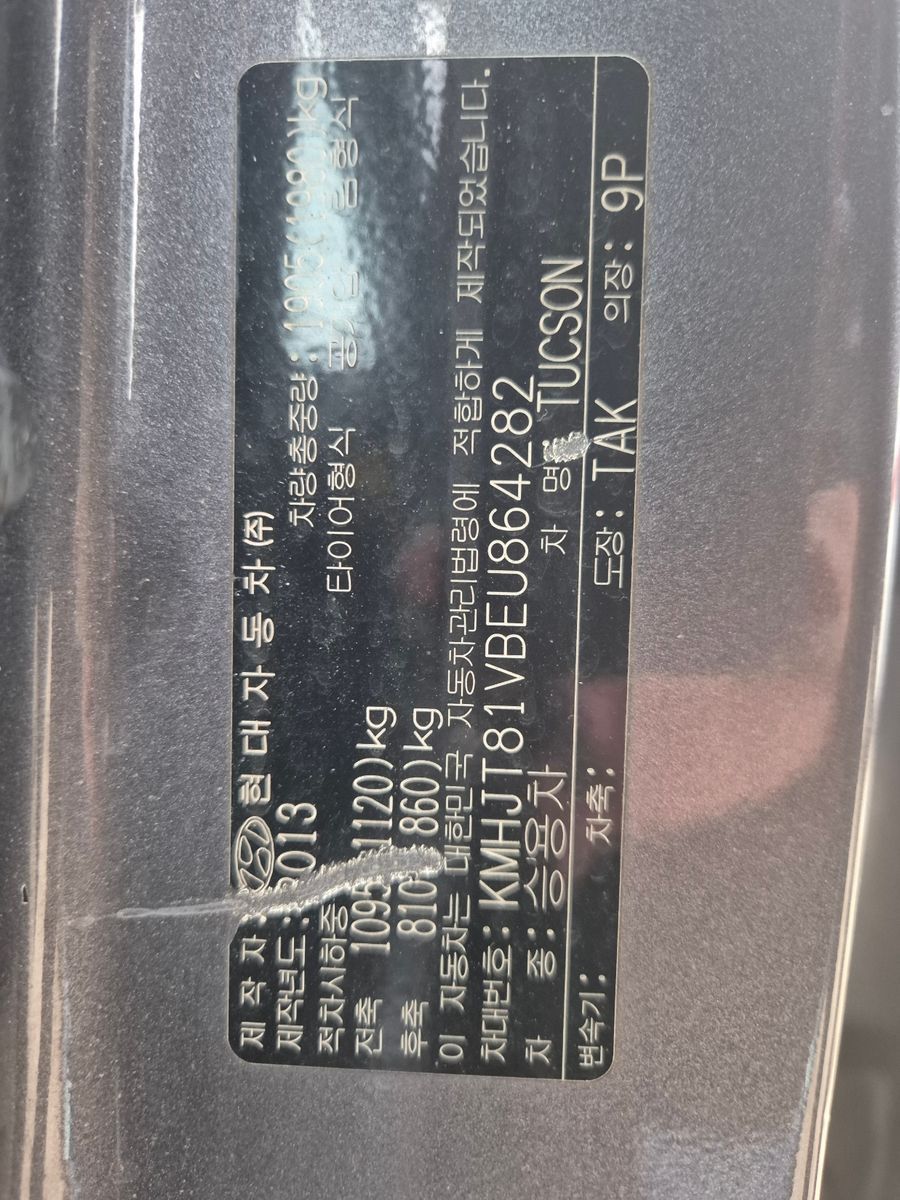 제 작 자: 현 대 자 동 차 (주)
제작년도: 2013 차량총중량: 1905(1980)kg
적차시하중 타이어형식 공기압 림형식
전축 1095(1120)kg
후축 810( 860)kg
이 자동차는 대한민국 자동차관리법령에 적합하게 제작되었습니다.
차대번호: KMHJT81VBEU864282
차 종: 승용차 차 명: TUCSON
변속기: 차축: 도장: TAK 의장: 9P